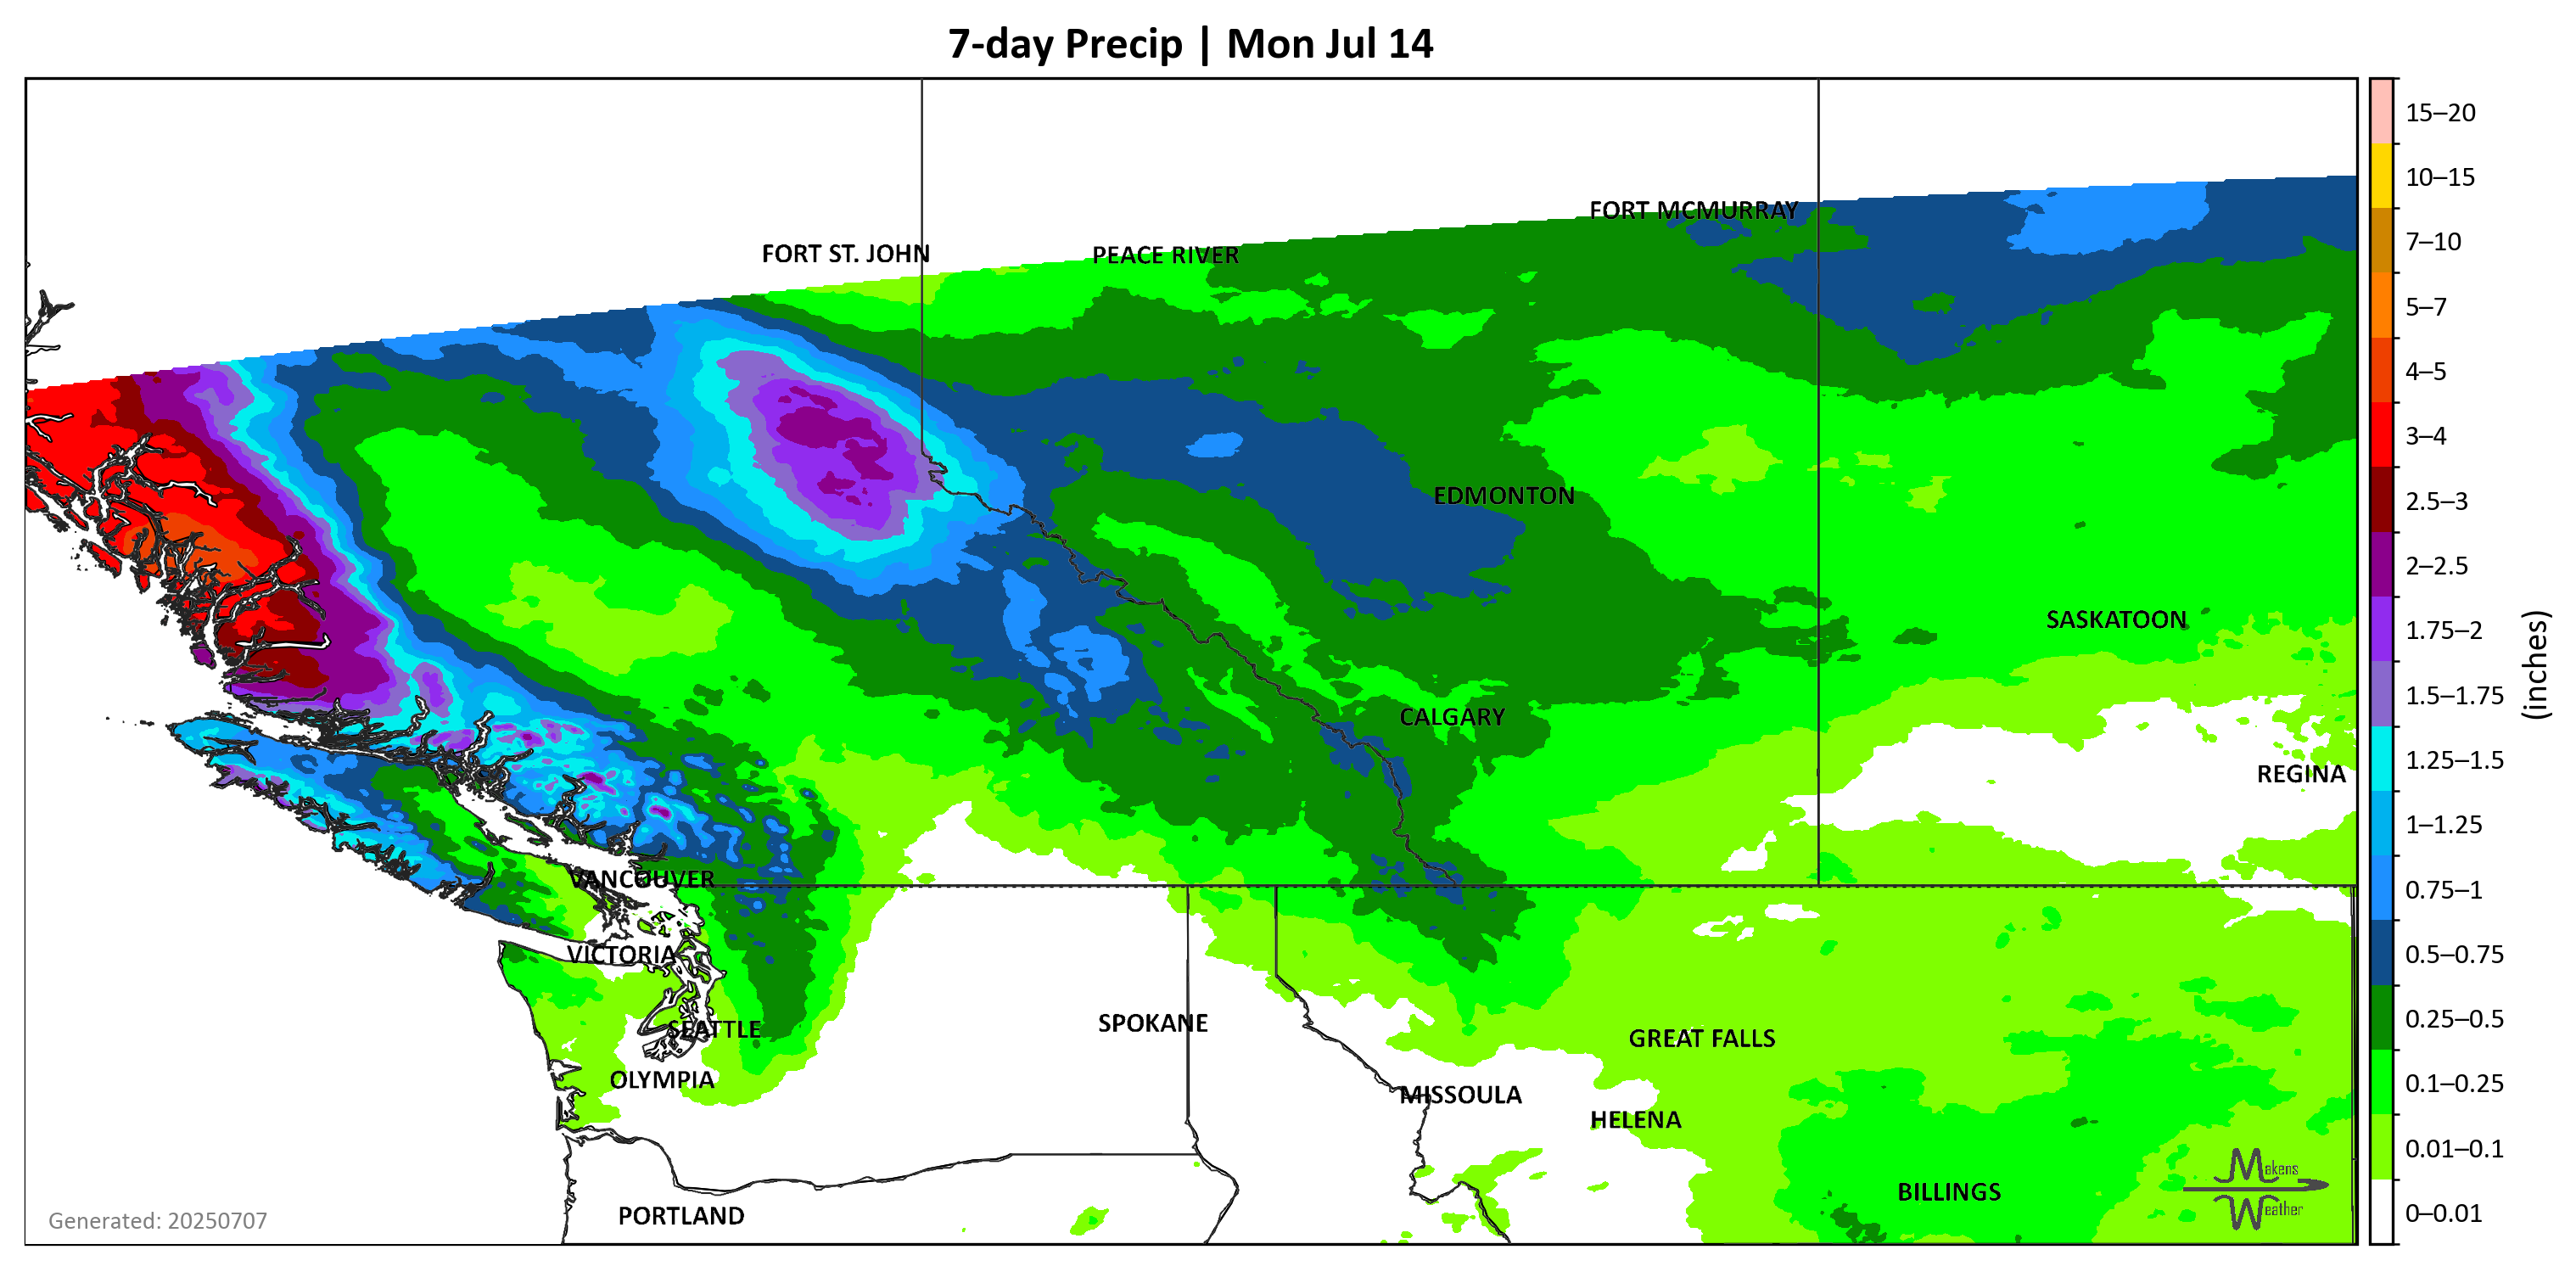 7-day Precip | Mon Jul 14
15–20
10–15
7–10
5–7
4–5
3–4
2.5–3
2–2.5
1.75–2
1.5–1.75
1.25–1.5
1–1.25
0.75–1
0.5–0.75
0.25–0.5
0.1–0.25
0.01–0.1
0–0.01
(inches)
FORT MCMURRAY
FORT ST. JOHN
PEACE RIVER
EDMONTON
SASKATOON
CALGARY
REGINA
VANCOUVER
VICTORIA
SPOKANE
SEATTLE
GREAT FALLS
OLYMPIA
MISSOULA
HELENA
BILLINGS
PORTLAND
Makens
Weather
Generated: 20250707